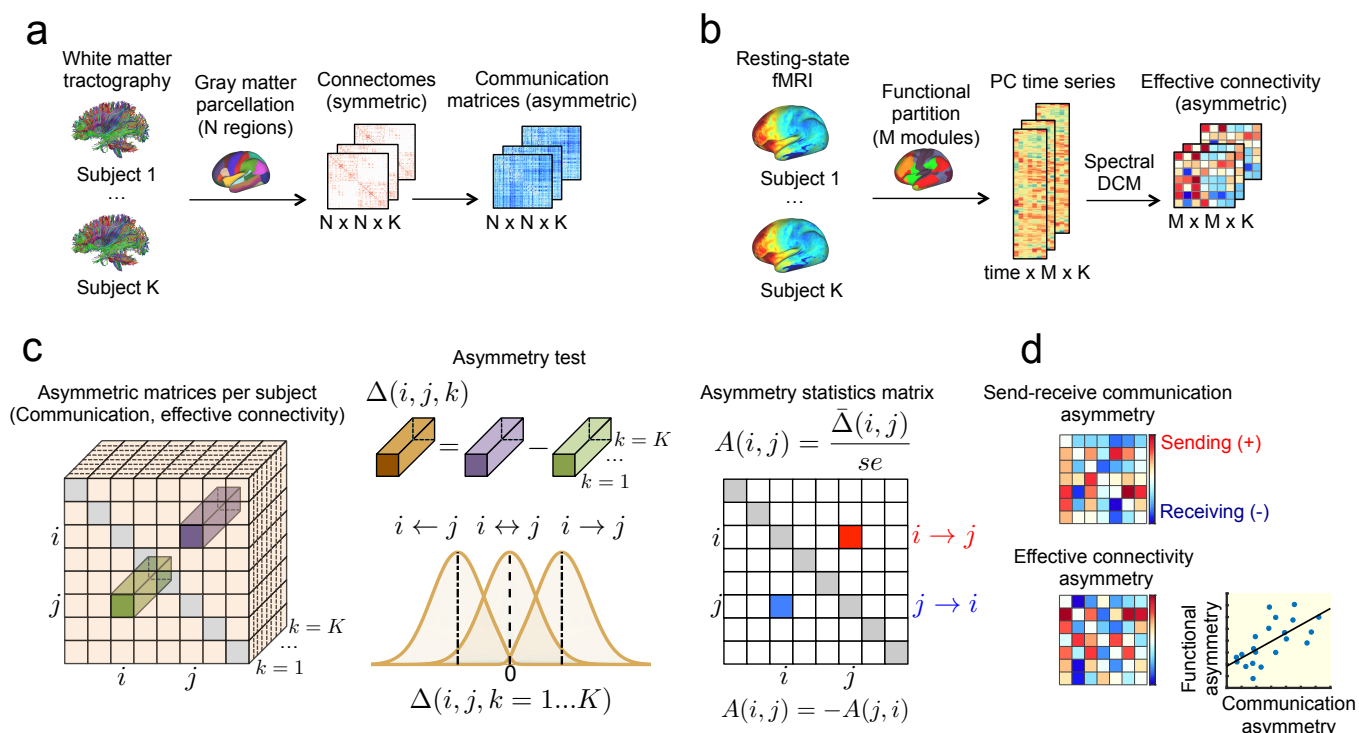 a
White matter
tractography
Subject 1
...
Subject K
Gray matter
parcellation
(N regions)
Connectomes
(symmetric)
N x N x K
Communication
matrices (asymmetric)
N x N x K
b
Resting-state
fMRI
Subject 1
...
Subject K
Functional
partition
(M modules)
PC time series
time x M x K
Spectral
DCM
Effective connectivity
(asymmetric)
M x M x K
c
Asymmetric matrices per subject
(Communication, effective connectivity)
i
j
i
j
k = K
...
k = 1
Asymmetry test
Δ(i, j, k)
=
−
k = K
...
k = 1
i ← j
i ↔ j
i → j
0
Δ(i, j, k = 1...K)
Asymmetry statistics matrix
A(i, j) = Δ̄(i, j) / se
i
j
i → j
j → i
i
j
A(i, j) = −A(j, i)
d
Send-receive communication
asymmetry
Sending (+)
Receiving (-)
Effective connectivity
asymmetry
Functional
asymmetry
Communication
asymmetry